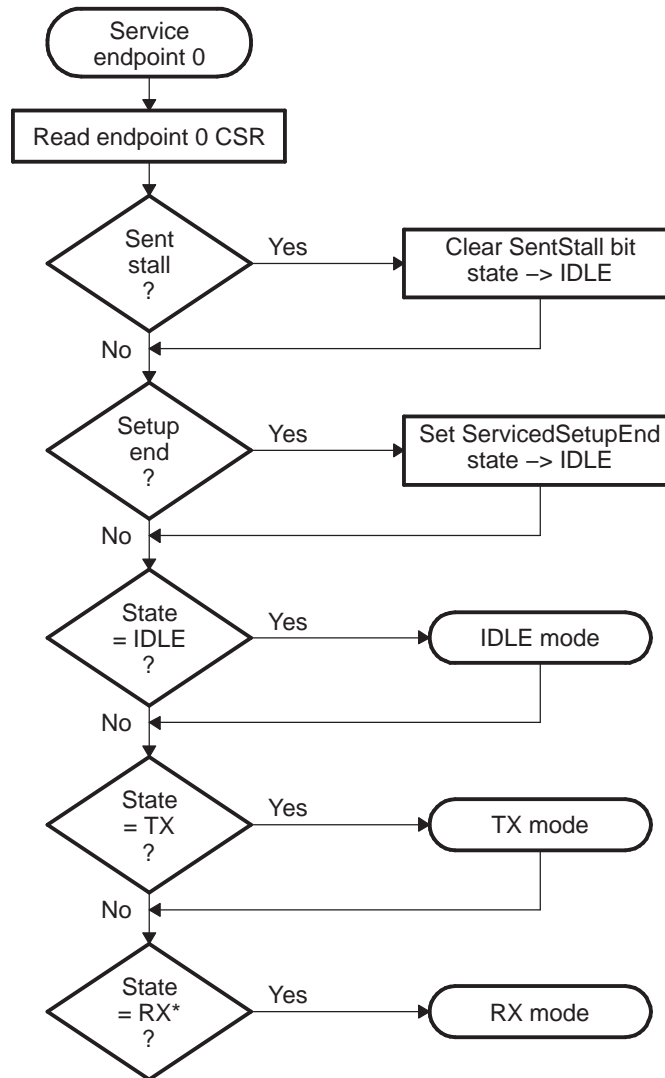 Service
endpoint 0
Read endpoint 0 CSR
Sent
stall
?
Yes
Clear SentStall bit
state –> IDLE
No
Setup
end
?
Yes
Set ServicedSetupEnd
state –> IDLE
No
State
= IDLE
?
Yes
IDLE mode
No
State
= TX
?
Yes
TX mode
No
State
= RX*
?
Yes
RX mode